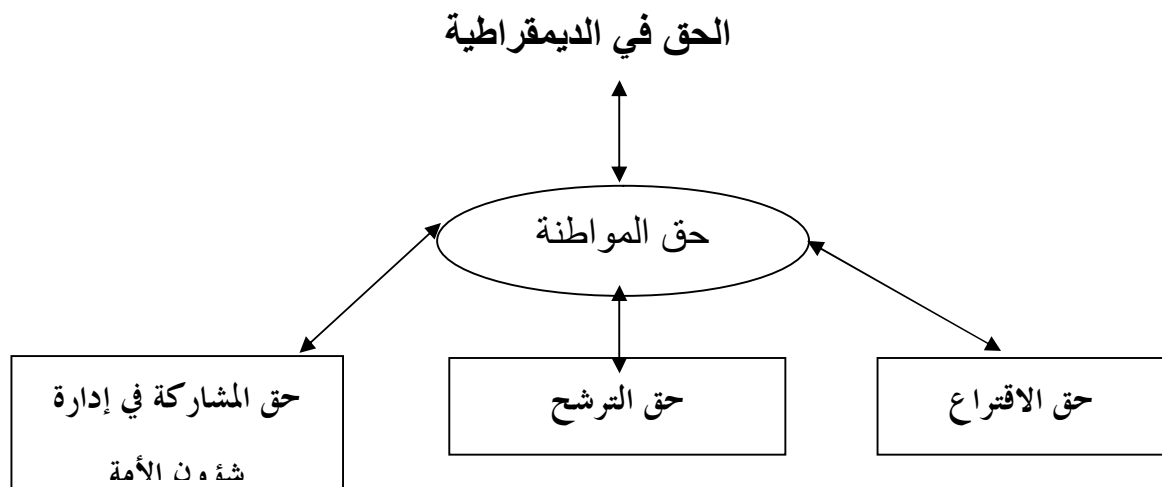 الحق في الديمقراطية
حق المواطنة
حق الاقتراع
حق الترشح
حق المشاركة في إدارة
شؤون الأمة